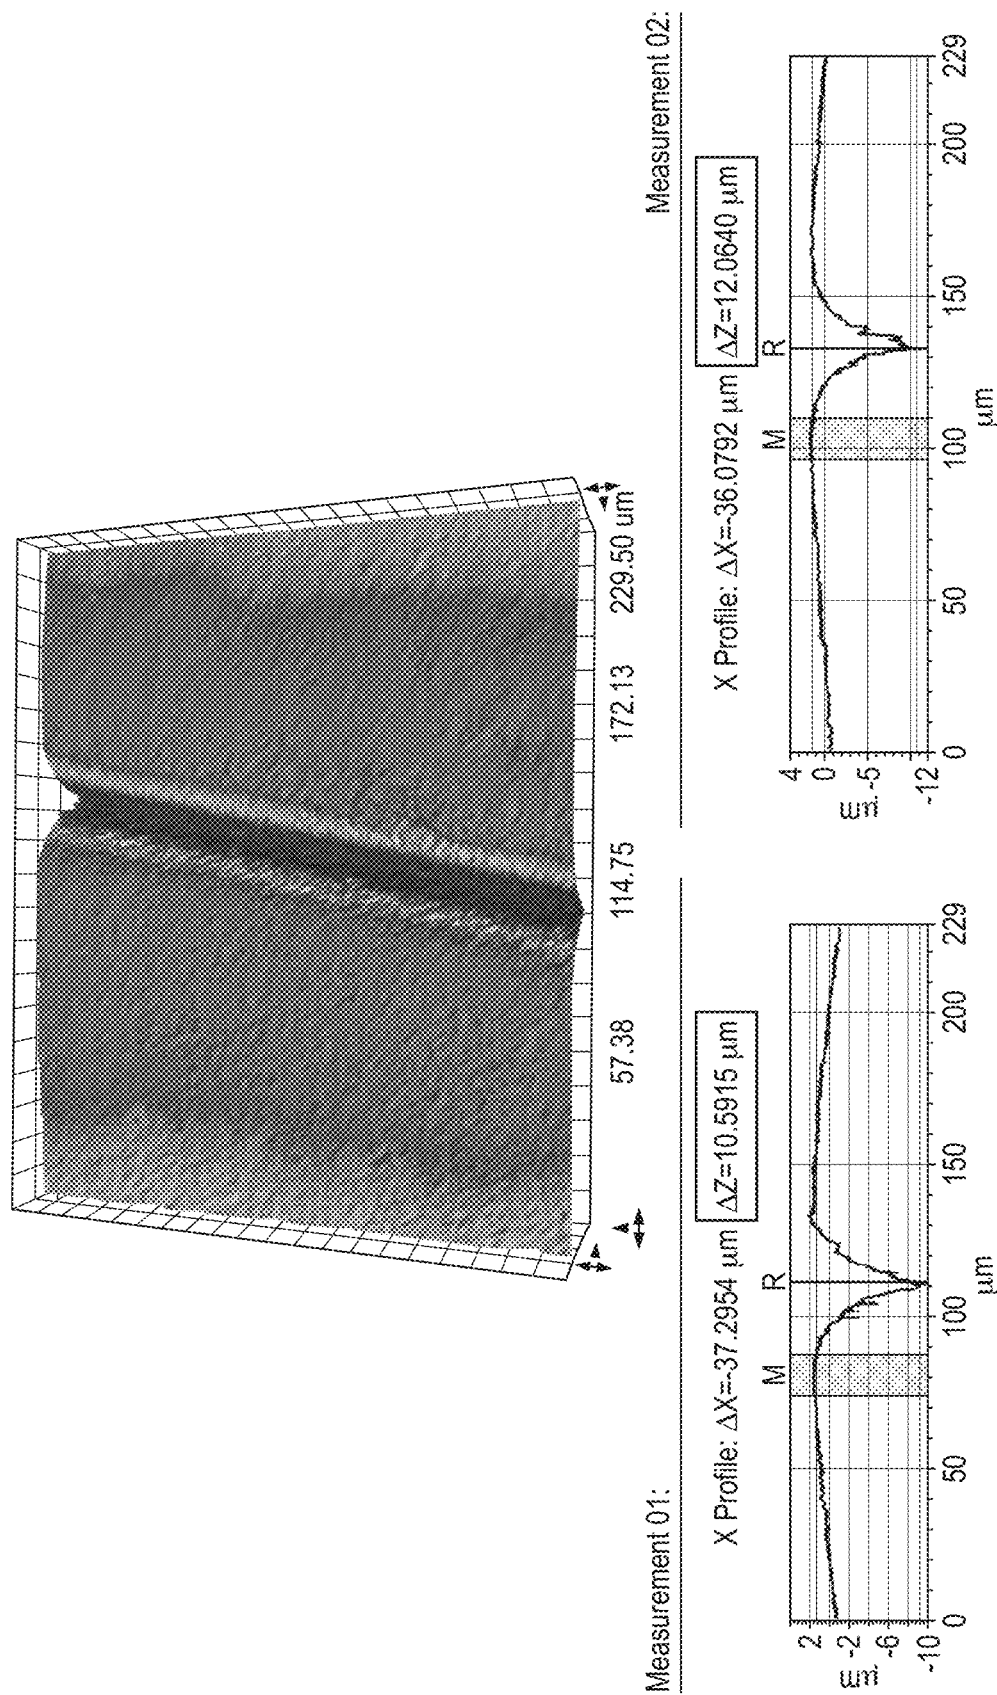 57.38
114.75
172.13
229.50 um
Measurement 01:
X Profile: ΔX=-37.2954 μm ΔZ=10.5915 μm
M
R
2
-2
-6
-10
μm
0
50
100
150
200
229
μm
Measurement 02:
X Profile: ΔX=-36.0792 μm ΔZ=12.0640 μm
M
R
4
0
-5
-12
μm
0
50
100
150
200
229
μm